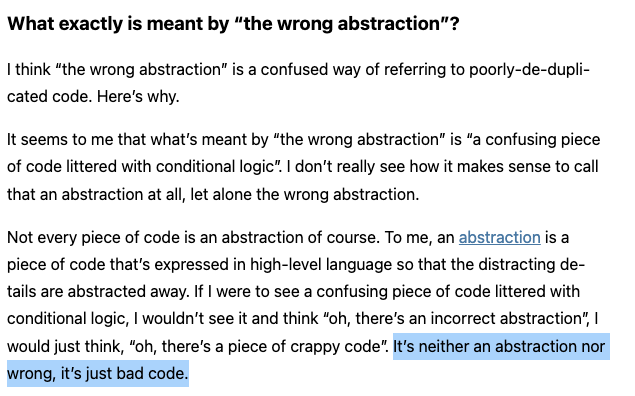 What exactly is meant by “the wrong abstraction”?
I think “the wrong abstraction” is a confused way of referring to poorly-de-dupli-
cated code. Here’s why.
It seems to me that what’s meant by “the wrong abstraction” is “a confusing piece
of code littered with conditional logic”. I don’t really see how it makes sense to call
that an abstraction at all, let alone the wrong abstraction.
Not every piece of code is an abstraction of course. To me, an abstraction is a
piece of code that’s expressed in high-level language so that the distracting de-
tails are abstracted away. If I were to see a confusing piece of code littered with
conditional logic, I wouldn’t see it and think “oh, there’s an incorrect abstraction”, I
would just think, “oh, there’s a piece of crappy code”. It’s neither an abstraction nor
wrong, it’s just bad code.